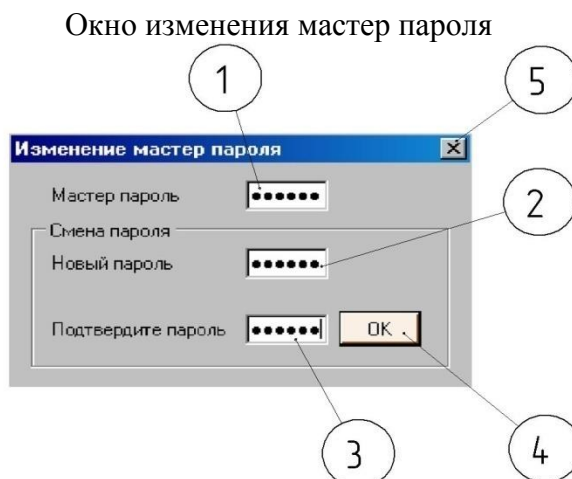 Окно изменения мастер пароля
1
5
Изменение мастер пароля
Мастер пароль ●●●●●●
2
Смена пароля
Новый пароль ●●●●●●
Подтвердите пароль ●●●●●● OK
3
4